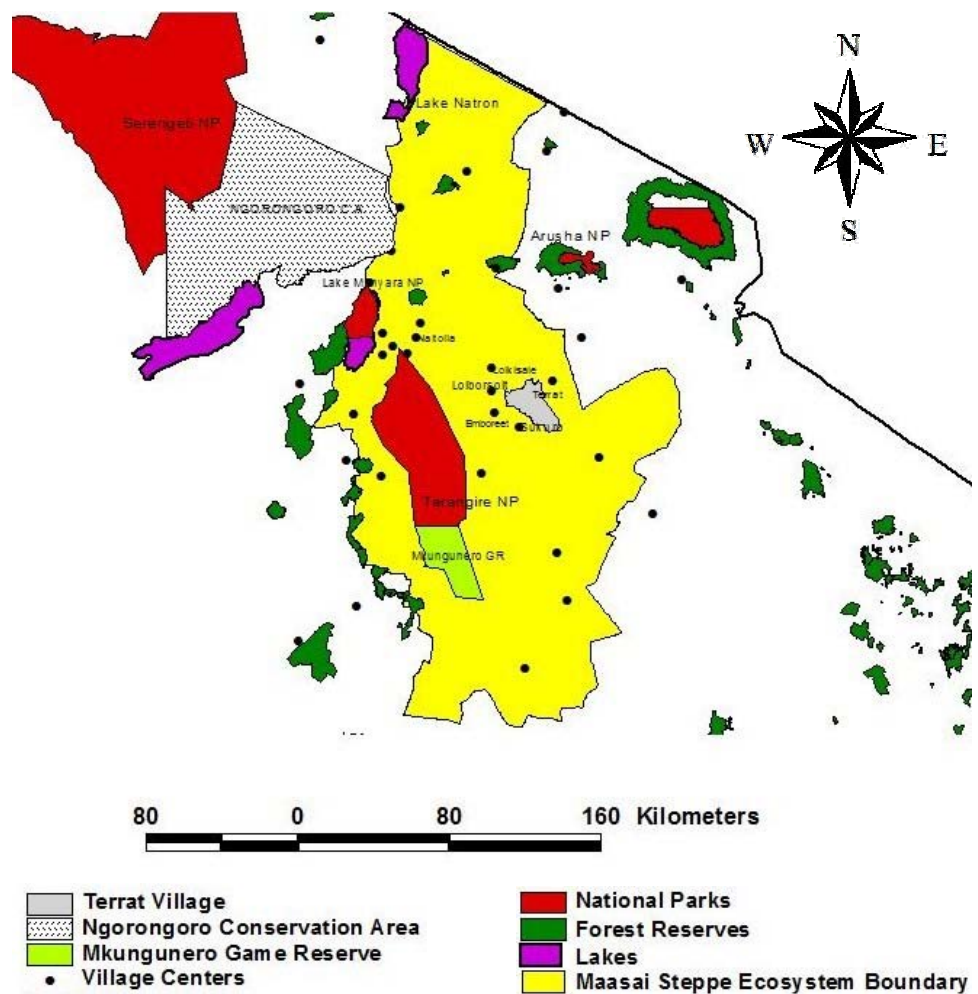 N
Lake Natron
Serengeti NP
W
E
NGORONGORO C.A.
S
Arusha NP
Lake Manyara NP
Naitolia
Loikisale
Loiborsoit
Terrat
Emboreet
Sukuro
Tarangire NP
Mkungunero GR
80 0 80 160 Kilometers
Terrat Village
National Parks
Ngorongoro Conservation Area
Forest Reserves
Mkungunero Game Reserve
Lakes
Village Centers
Maasai Steppe Ecosystem Boundary